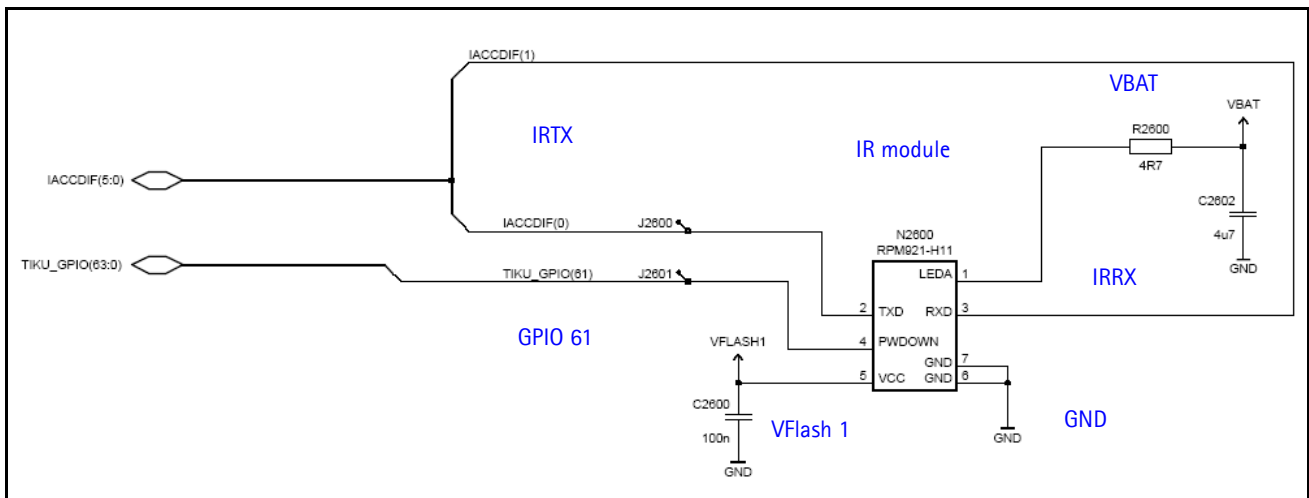 IACCDIF(1)
VBAT
VBAT
IRTX
R2600
IR module
4R7
IACCDIF(5:0)
C2602
IACCDIF(0)
J2600
4u7
N2600
RPM921-H11
GND
TIKU_GPIO(63:0)
TIKU_GPIO(61)
J2601
LEDA 1
IRRX
2 TXD RXD 3
GPIO 61
VFLASH1
4 PWDOWN
GND 7
5 VCC GND 6
C2600
VFlash 1
GND
100n
GND
GND